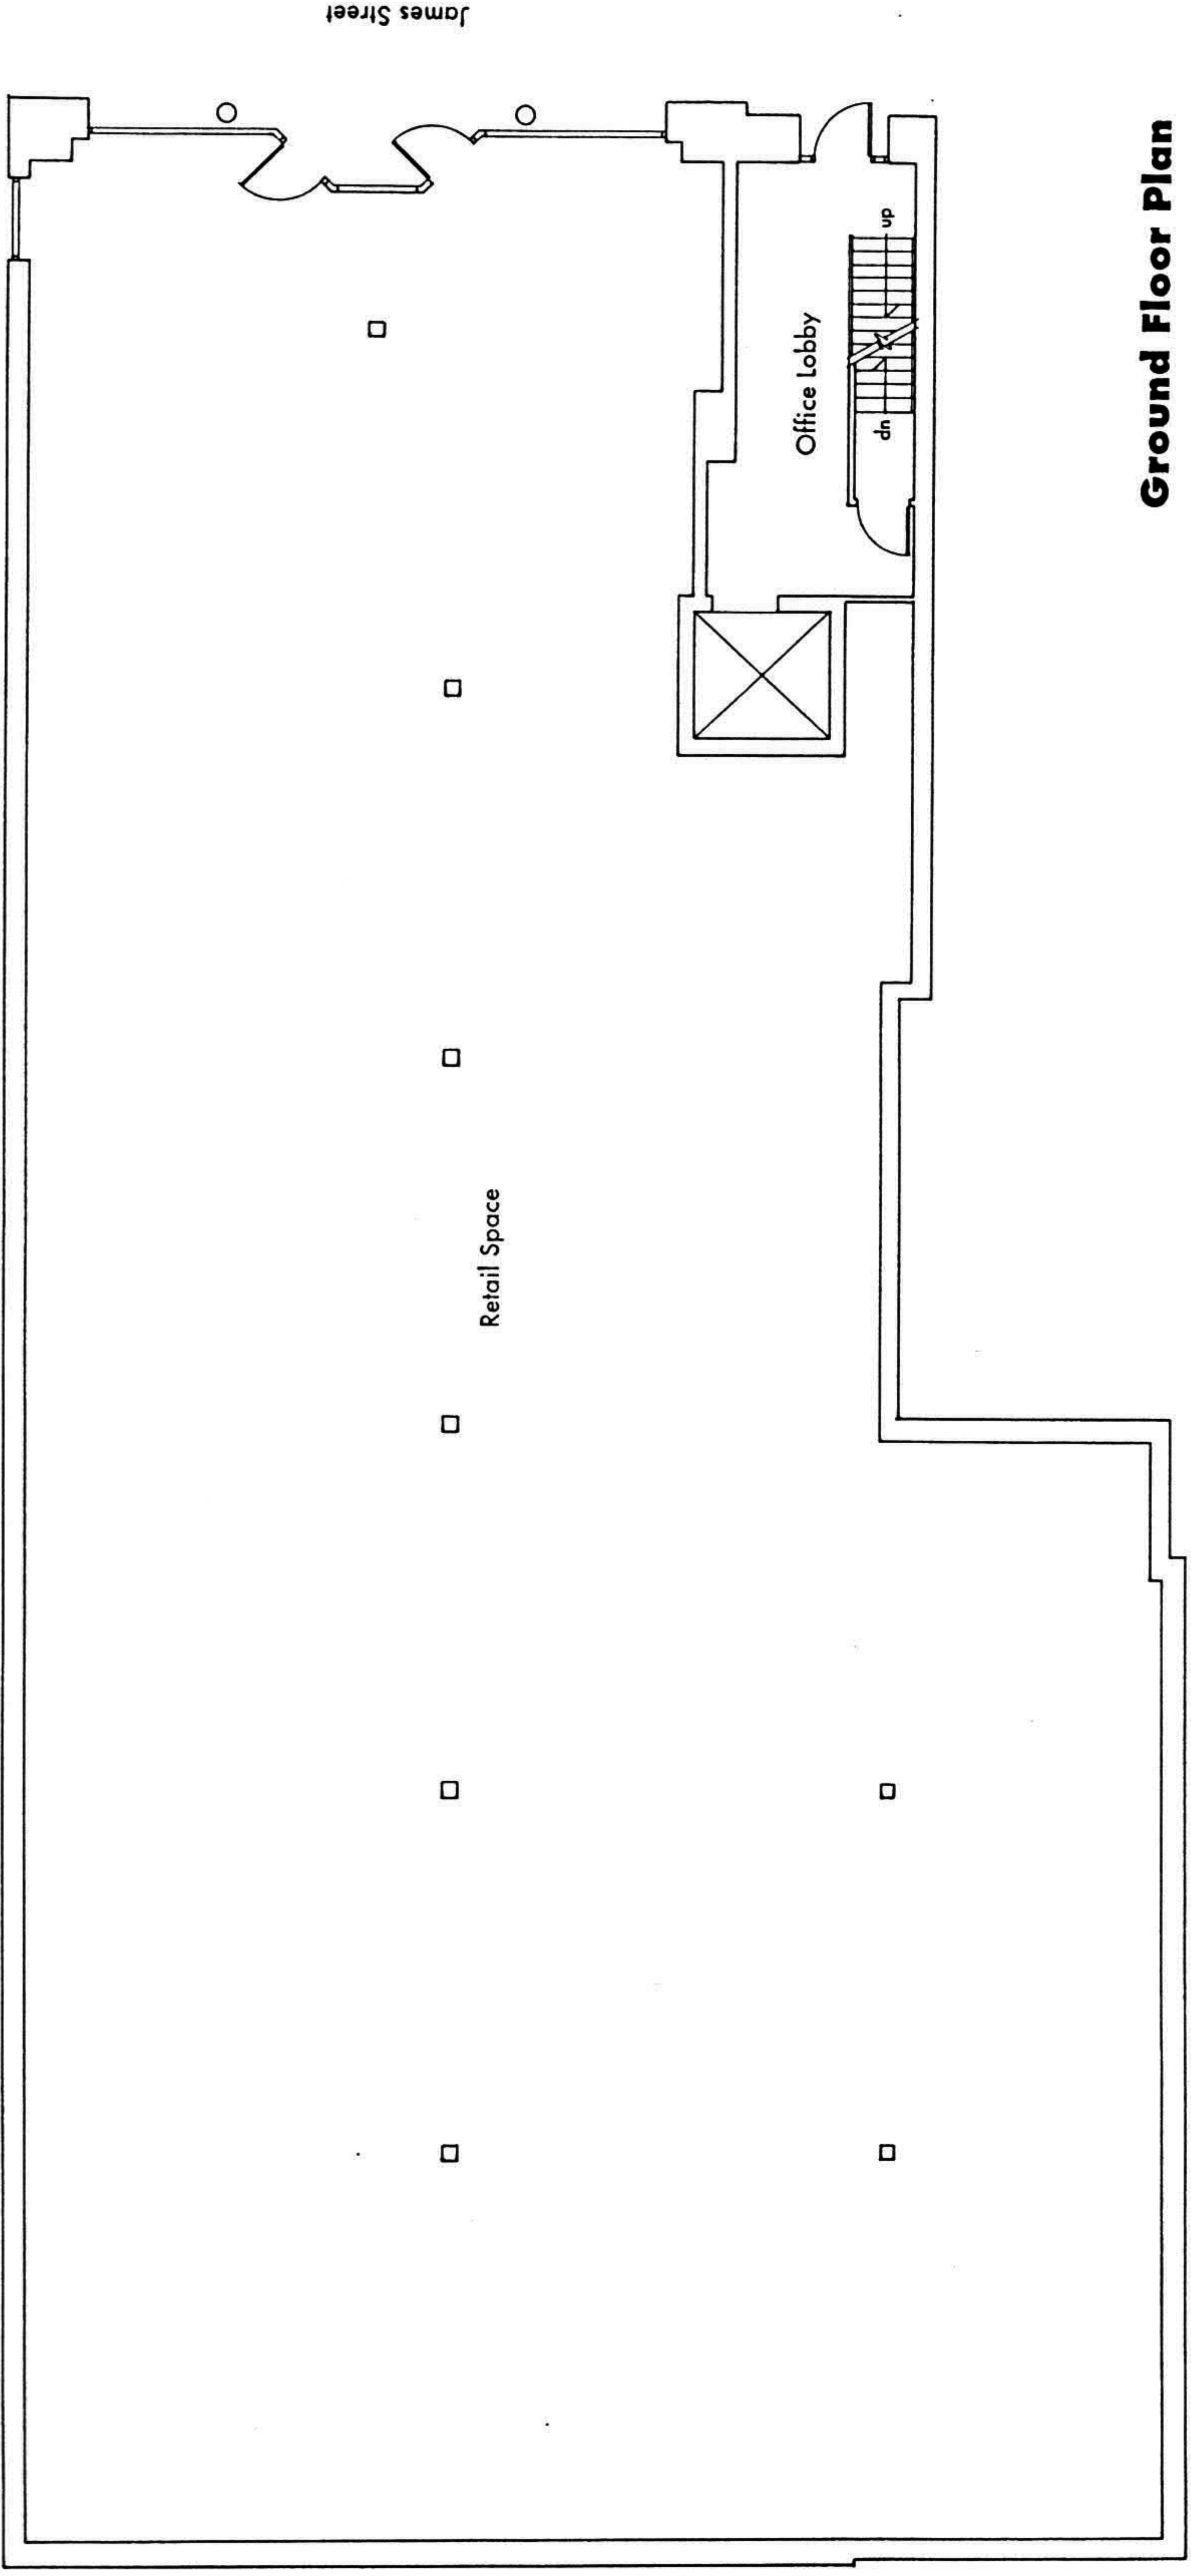 James Street
up
Office Lobby
dn
Retail Space
Ground Floor Plan